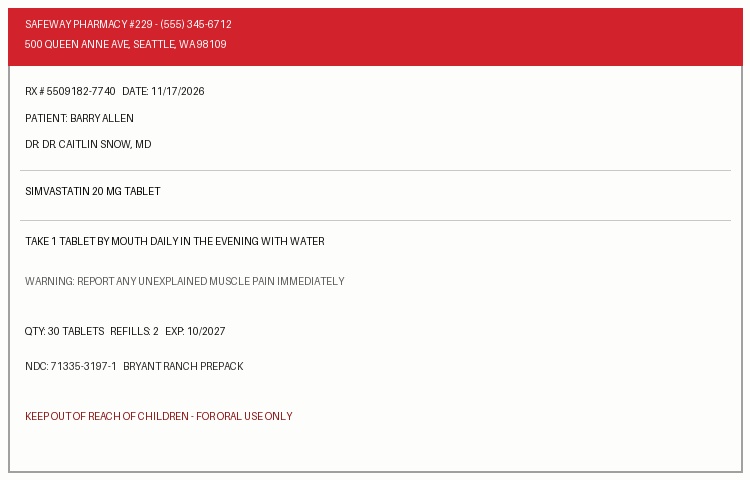 SAFEWAY PHARMACY #229 - (555) 345-6712
500 QUEEN ANNE AVE, SEATTLE, WA 98109
RX # 5509182-7740 DATE: 11/17/2026
PATIENT: BARRY ALLEN
DR: DR. CAITLIN SNOW, MD
SIMVASTATIN 20 MG TABLET
TAKE 1 TABLET BY MOUTH DAILY IN THE EVENING WITH WATER
WARNING: REPORT ANY UNEXPLAINED MUSCLE PAIN IMMEDIATELY
QTY: 30 TABLETS REFILLS: 2 EXP: 10/2027
NDC: 71335-3197-1 BRYANT RANCH PREPACK
KEEP OUT OF REACH OF CHILDREN - FOR ORAL USE ONLY